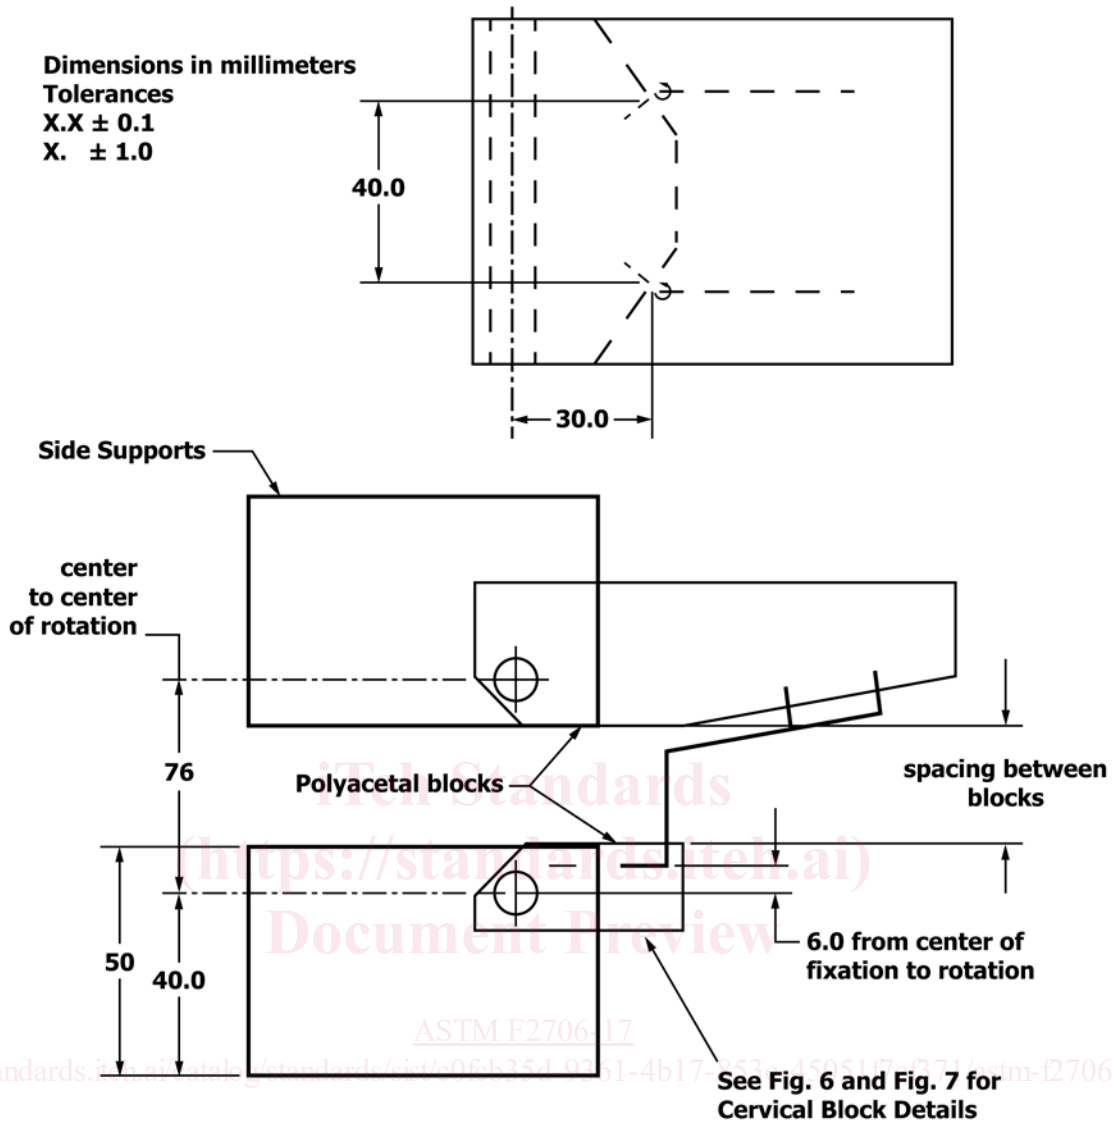 Dimensions in millimeters
Tolerances
X.X ± 0.1
X. ± 1.0
40.0
30.0
Side Supports
center
to center
of rotation
76
Polyacetal blocks
spacing between
blocks
iTeh Standards
(https://standards.iteh.ai)
Document Preview
50
40.0
6.0 from center of
fixation to rotation
ASTM F2706-17
See Fig. 6 and Fig. 7 for
Cervical Block Details